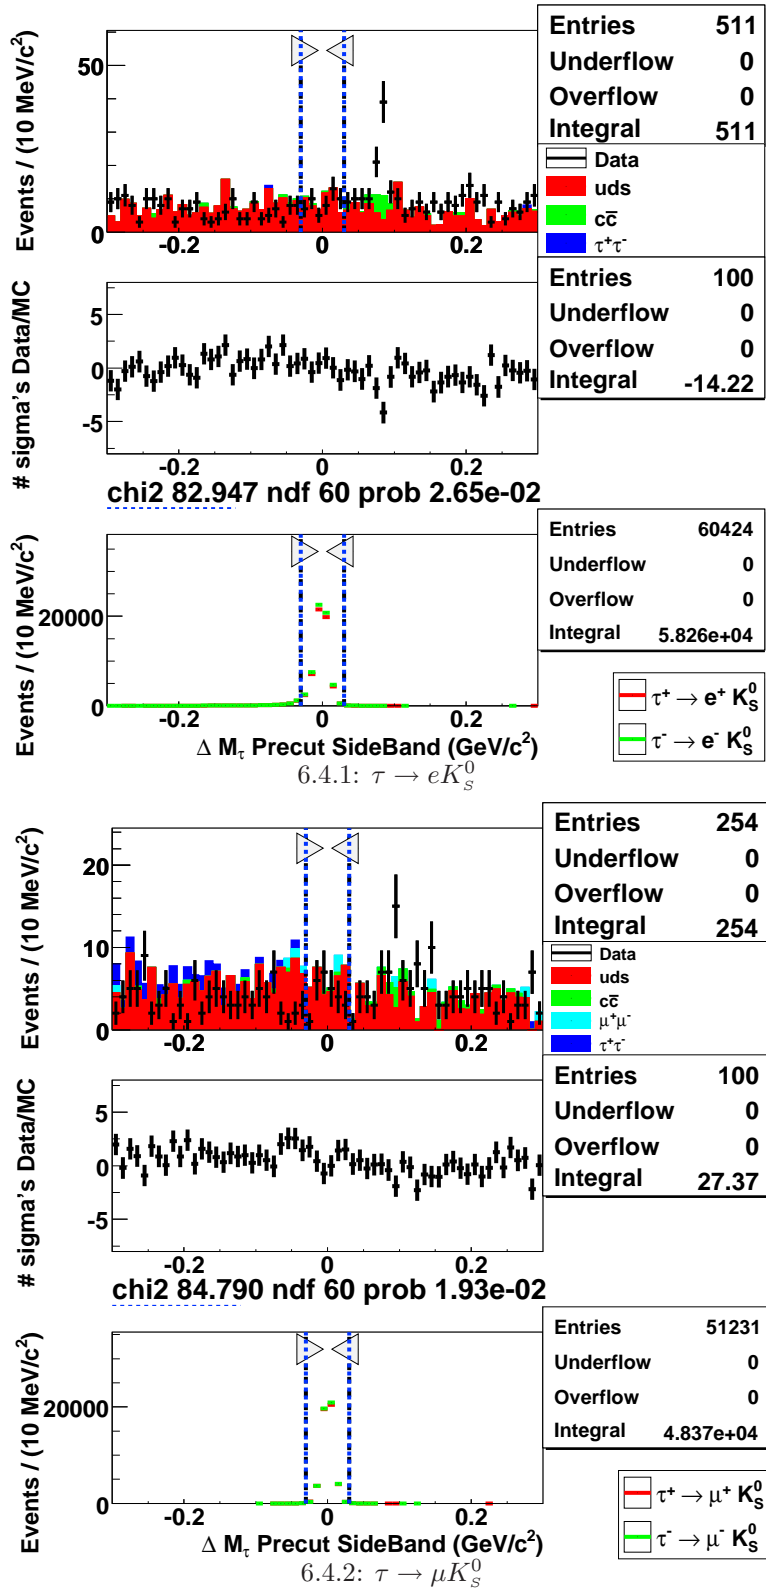 Entries 511
Underflow 0
Overflow 0
Integral 511
Events / (10 MeV/c²)
50
0
-0.2 0 0.2
Data
uds
cc̅
τ⁺τ⁻
# sigma's Data/MC
5
0
-5
-0.2 0 0.2
Entries 100
Underflow 0
Overflow 0
Integral -14.22
chi2 82.947 ndf 60 prob 2.65e-02
Events / (10 MeV/c²)
20000
0
-0.2 0 0.2
Entries 60424
Underflow 0
Overflow 0
Integral 5.826e+04
τ⁺ → e⁺ K⁰_S
τ⁻ → e⁻ K⁰_S
Δ M_τ Precut SideBand (GeV/c²)
6.4.1: τ → eK⁰_S
Entries 254
Underflow 0
Overflow 0
Integral 254
Events / (10 MeV/c²)
20
10
0
-0.2 0 0.2
Data
uds
cc̅
μ⁺μ⁻
τ⁺τ⁻
# sigma's Data/MC
5
0
-5
-0.2 0 0.2
Entries 100
Underflow 0
Overflow 0
Integral 27.37
chi2 84.790 ndf 60 prob 1.93e-02
Events / (10 MeV/c²)
20000
0
-0.2 0 0.2
Entries 51231
Underflow 0
Overflow 0
Integral 4.837e+04
τ⁺ → μ⁺ K⁰_S
τ⁻ → μ⁻ K⁰_S
Δ M_τ Precut SideBand (GeV/c²)
6.4.2: τ → μK⁰_S